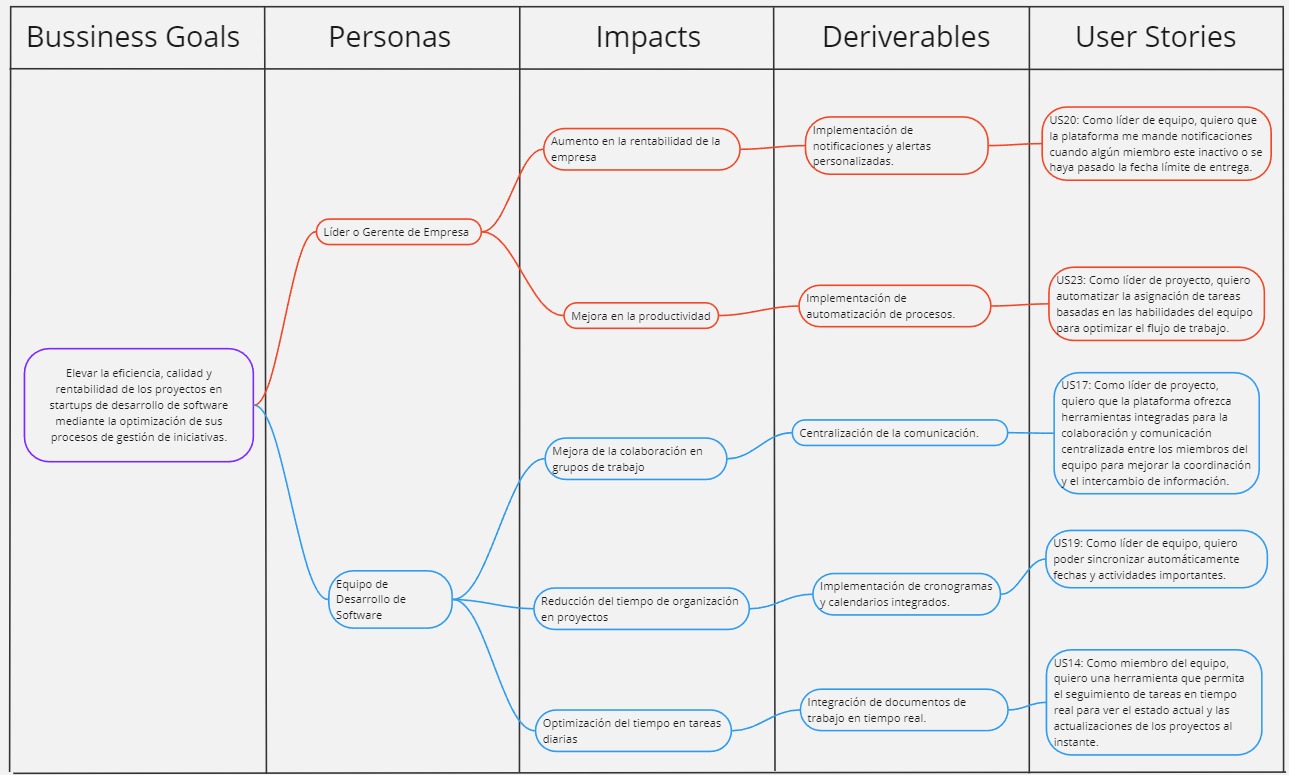 Bussiness Goals
Personas
Impacts
Deriverables
User Stories
Elevar la eficiencia, calidad y
rentabilidad de los proyectos en
startups de desarrollo de software
mediante la optimización de sus
procesos de gestión de iniciativas.
Líder o Gerente de Empresa
Aumento en la rentabilidad de la
empresa
Implementación de
notificaciones y alertas
personalizadas.
US20: Como líder de equipo, quiero que
la plataforma me mande notificaciones
cuando algún miembro este inactivo o se
haya pasado la fecha límite de entrega.
Mejora en la productividad
Implementación de
automatización de procesos.
US23: Como líder de proyecto, quiero
automatizar la asignación de tareas
basadas en las habilidades del equipo
para optimizar el flujo de trabajo.
Equipo de
Desarrollo de
Software
Mejora de la colaboración en
grupos de trabajo
Centralización de la comunicación.
US17: Como líder de proyecto,
quiero que la plataforma ofrezca
herramientas integradas para la
colaboración y comunicación
centralizada entre los miembros del
equipo para mejorar la coordinación
y el intercambio de información.
Reducción del tiempo de organización
en proyectos
Implementación de cronogramas
y calendarios integrados.
US19: Como líder de equipo, quiero
poder sincronizar automáticamente
fechas y actividades importantes.
Optimización del tiempo en tareas
diarias
Integración de documentos de
trabajo en tiempo real.
US14: Como miembro del equipo,
quiero una herramienta que permita
el seguimiento de tareas en tiempo
real para ver el estado actual y las
actualizaciones de los proyectos al
instante.